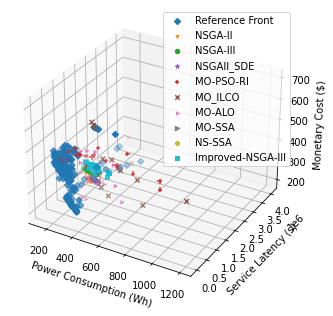 Reference Front
NSGA-II
NSGA-III
NSGAII_SDE
MO-PSO-RI
MO_ILCO
MO-ALO
MO-SSA
NS-SSA
Improved-NSGA-III
700
600
500
400
300
200
Monetary Cost ($)
200
400
600
800
1000
1200
Power Consumption (Wh)
0.0
0.5
1.0
1.5
2.0
2.5
3.0
3.5
4.0
Service Latency (s)